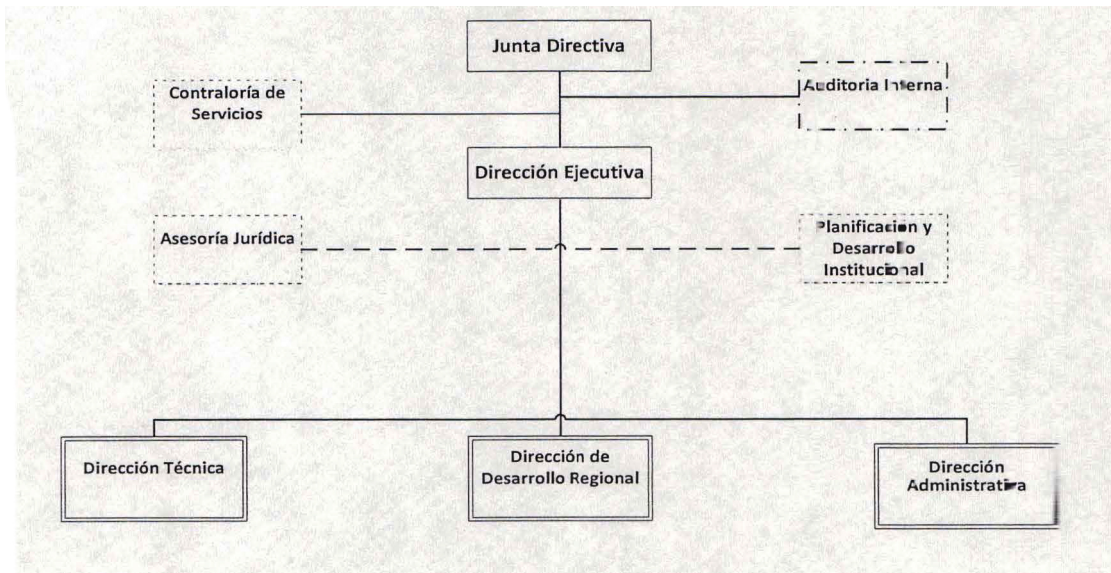 Junta Directiva
Contraloría de
Servicios
Auditoria Interna
Dirección Ejecutiva
Asesoría Jurídica
Planificación y
Desarrollo
Institucional
Dirección Técnica
Dirección de
Desarrollo Regional
Dirección
Administrativa